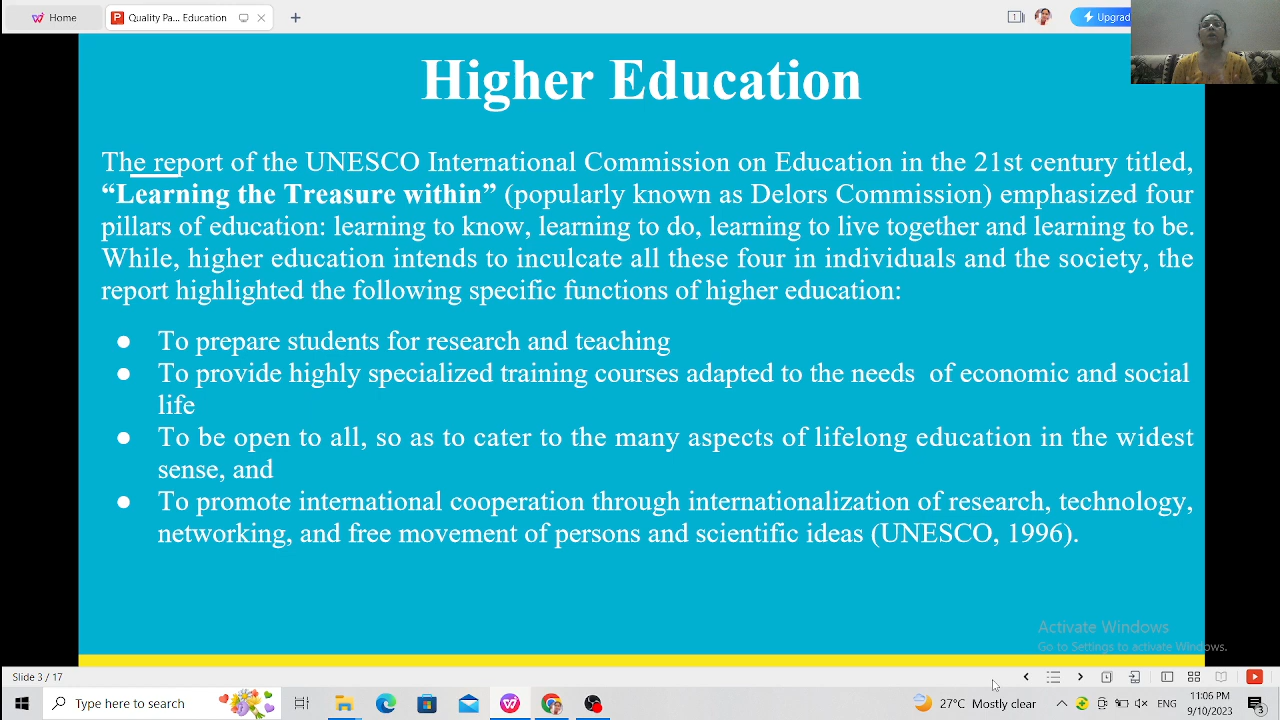 Home
Quality Pa... Education
1
Upgrad
Higher Education
The report of the UNESCO International Commission on Education in the 21st century titled,
“Learning the Treasure within” (popularly known as Delors Commission) emphasized four
pillars of education: learning to know, learning to do, learning to live together and learning to be.
While, higher education intends to inculcate all these four in individuals and the society, the
report highlighted the following specific functions of higher education:
● To prepare students for research and teaching
● To provide highly specialized training courses adapted to the needs of economic and social
life
● To be open to all, so as to cater to the many aspects of lifelong education in the widest
sense, and
● To promote international cooperation through internationalization of research, technology,
networking, and free movement of persons and scientific ideas (UNESCO, 1996).
Activate Windows
Go to Settings to activate Windows.
Slide 3 / 17
Type here to search
27°C Mostly clear
ENG
11:06 PM
9/10/2023
3